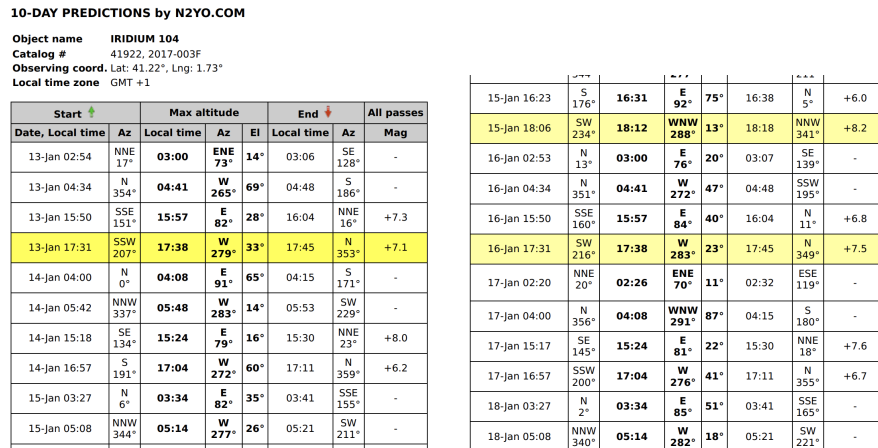 10-DAY PREDICTIONS by N2YO.COM
Object name IRIDIUM 104
Catalog # 41922, 2017-003F
Observing coord. Lat: 41.22°, Lng: 1.73°
Local time zone GMT +1
Start Max altitude End All passes
Date, Local time Az Local time Az El Local time Az Mag
13-Jan 02:54 NNE 17° 03:00 ENE 73° 14° 03:06 SE 128° -
13-Jan 04:34 N 354° 04:41 W 265° 69° 04:48 S 186° -
13-Jan 15:50 SSE 151° 15:57 E 82° 28° 16:04 NNE 16° +7.3
13-Jan 17:31 SSW 207° 17:38 W 279° 33° 17:45 N 353° +7.1
14-Jan 04:00 N 0° 04:08 E 91° 65° 04:15 S 171° -
14-Jan 05:42 NNW 337° 05:48 W 283° 14° 05:53 SW 229° -
14-Jan 15:18 SE 134° 15:24 E 79° 16° 15:30 NNE 23° +8.0
14-Jan 16:57 S 191° 17:04 W 272° 60° 17:11 N 359° +6.2
15-Jan 03:27 N 6° 03:34 E 82° 35° 03:41 SSE 155° -
15-Jan 05:08 NNW 344° 05:14 W 277° 26° 05:21 SW 211° -
15-Jan 16:23 S 176° 16:31 E 92° 75° 16:38 N 5° +6.0
15-Jan 18:06 SW 234° 18:12 WNW 288° 13° 18:18 NNW 341° +8.2
16-Jan 02:53 N 13° 03:00 E 76° 20° 03:07 SE 139° -
16-Jan 04:34 N 351° 04:41 W 272° 47° 04:48 SSW 195° -
16-Jan 15:50 SSE 160° 15:57 E 84° 40° 16:04 N 11° +6.8
16-Jan 17:31 SW 216° 17:38 W 283° 23° 17:45 N 349° +7.5
17-Jan 02:20 NNE 20° 02:26 ENE 70° 11° 02:32 ESE 119° -
17-Jan 04:00 N 356° 04:08 WNW 291° 87° 04:15 S 180° -
17-Jan 15:17 SE 145° 15:24 E 81° 22° 15:30 NNE 18° +7.6
17-Jan 16:57 SSW 200° 17:04 W 276° 41° 17:11 N 355° +6.7
18-Jan 03:27 N 2° 03:34 E 85° 51° 03:41 SSE 165° -
18-Jan 05:08 NNW 340° 05:14 W 282° 18° 05:21 SW 221° -